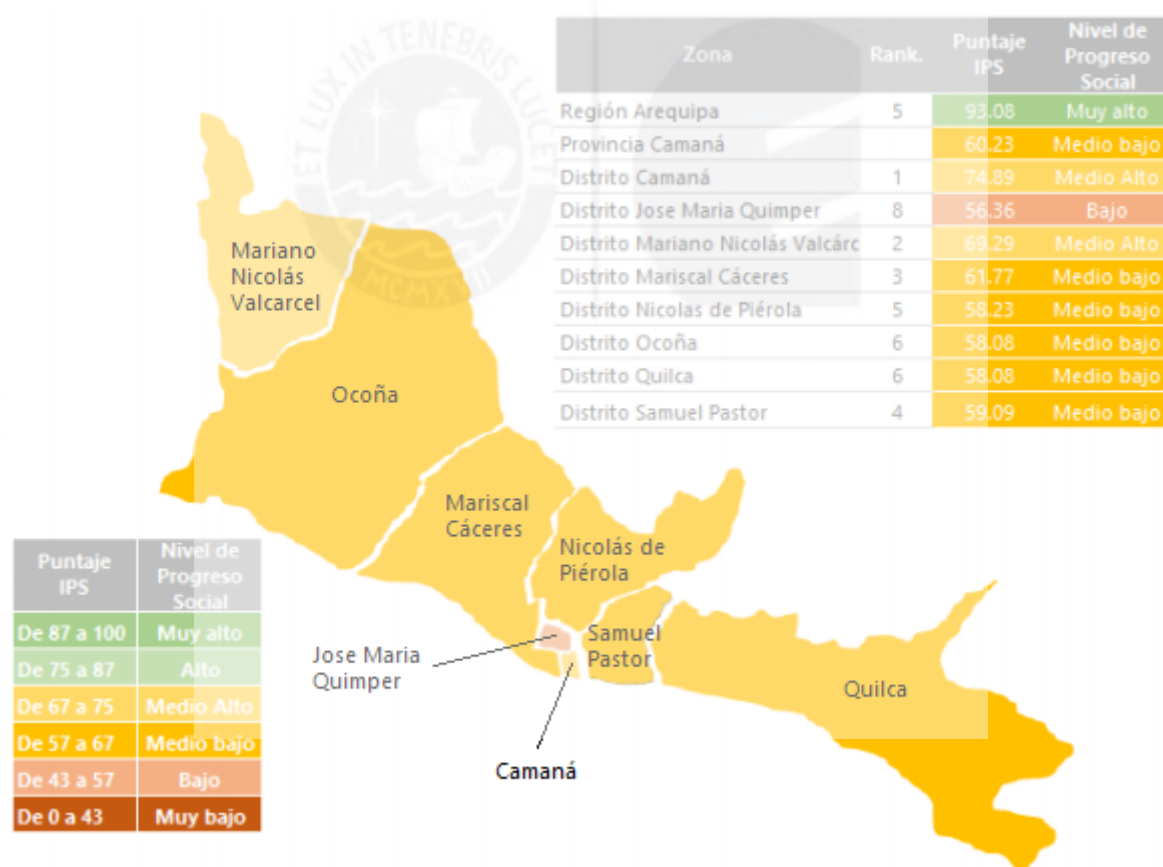 ET LUX IN TENEBRIS LUCET
MCMXVII
Zona Rank. Puntaje IPS Nivel de Progreso Social
Región Arequipa 5 93.08 Muy alto
Provincia Camaná 60.23 Medio bajo
Distrito Camaná 1 74.89 Medio Alto
Distrito Jose Maria Quimper 8 56.36 Bajo
Distrito Mariano Nicolás Valcárc 2 69.29 Medio Alto
Distrito Mariscal Cáceres 3 61.77 Medio bajo
Distrito Nicolas de Piérola 5 58.23 Medio bajo
Distrito Ocoña 6 58.08 Medio bajo
Distrito Quilca 6 58.08 Medio bajo
Distrito Samuel Pastor 4 59.09 Medio bajo
Mariano
Nicolás
Valcarcel
Ocoña
Mariscal
Cáceres
Nicolás de
Piérola
Samuel
Pastor
Jose Maria
Quimper
Quilca
Camaná
Puntaje IPS Nivel de Progreso Social
De 87 a 100 Muy alto
De 75 a 87 Alto
De 67 a 75 Medio Alto
De 57 a 67 Medio bajo
De 43 a 57 Bajo
De 0 a 43 Muy bajo